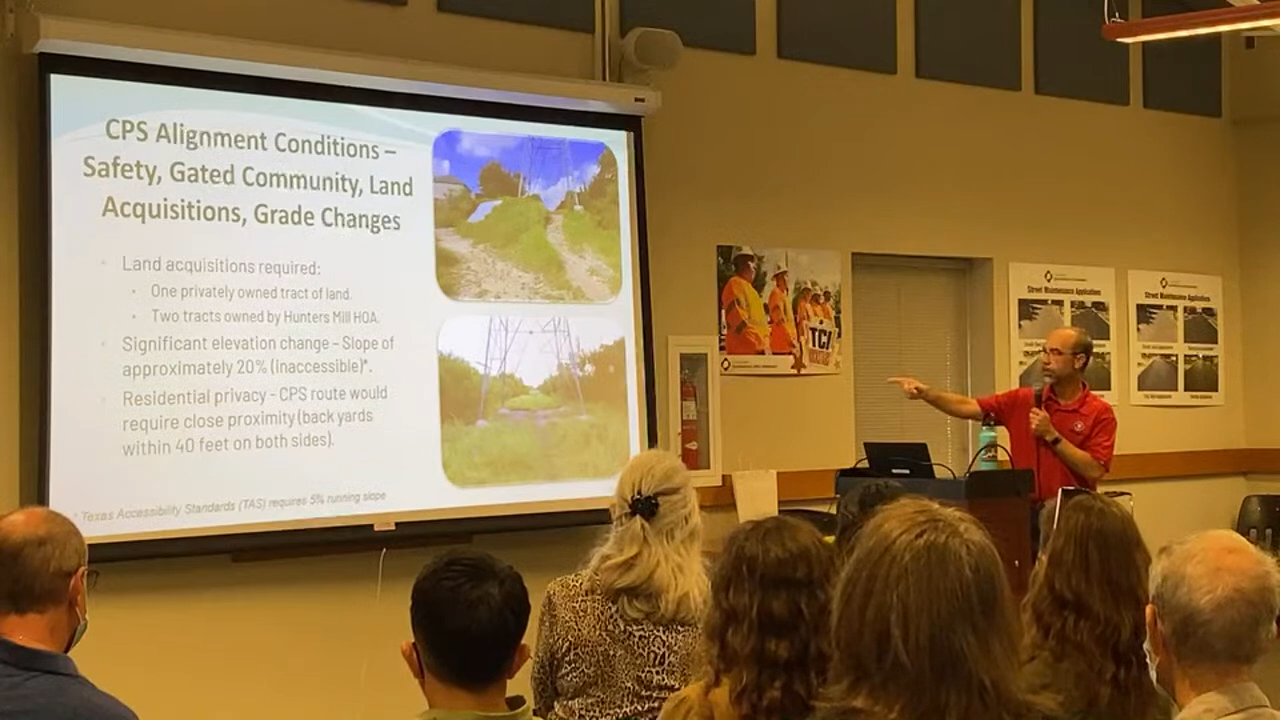 CPS Alignment Conditions –
Safety, Gated Community, Land
Acquisitions, Grade Changes
Land acquisitions required:
One privately owned tract of land.
Two tracts owned by Hunters Mill HOA.
Significant elevation change – Slope of
approximately 20% (inaccessible)*.
Residential privacy – CPS route would
require close proximity (back yards
within 40 feet on both sides).
* Texas Accessibility Standards (TAS) requires 5% running slope
TCI
Street Maintenance Applications
Street Maintenance Applications